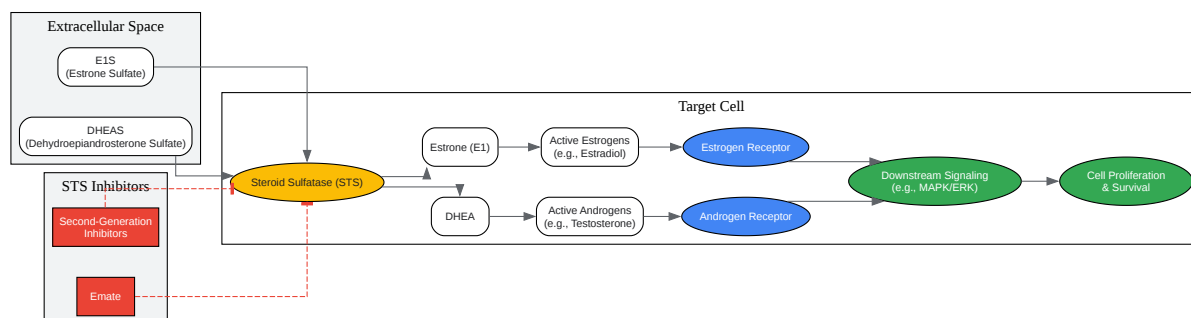 Extracellular Space
E1S
(Estrone Sulfate)
DHEAS
(Dehydroepiandrosterone Sulfate)
STS Inhibitors
Second-Generation
Inhibitors
Emate
Target Cell
Steroid Sulfatase (STS)
Estrone (E1)
DHEA
Active Estrogens
(e.g., Estradiol)
Active Androgens
(e.g., Testosterone)
Estrogen Receptor
Androgen Receptor
Downstream Signaling
(e.g., MAPK/ERK)
Cell Proliferation
& Survival